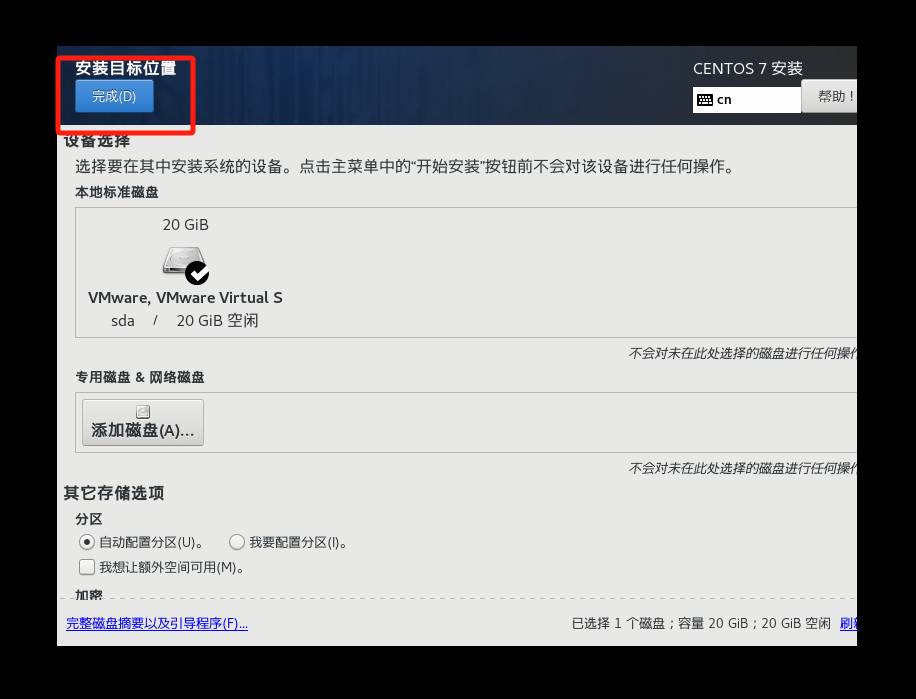 安装目标位置
CENTOS 7 安装
完成(D)
cn
帮助！
设备选择
选择要在其中安装系统的设备。点击主菜单中的“开始安装”按钮前不会对该设备进行任何操作。
本地标准磁盘
20 GiB
VMware, VMware Virtual S
sda / 20 GiB 空闲
不会对未在此处选择的磁盘进行任何操作
专用磁盘 & 网络磁盘
添加磁盘(A)...
不会对未在此处选择的磁盘进行任何操作
其它存储选项
分区
自动配置分区(U)。 我要配置分区(I)。
我想让额外空间可用(M)。
加密
完整磁盘摘要以及引导程序(F)... 已选择 1 个磁盘；容量 20 GiB；20 GiB 空闲 刷新